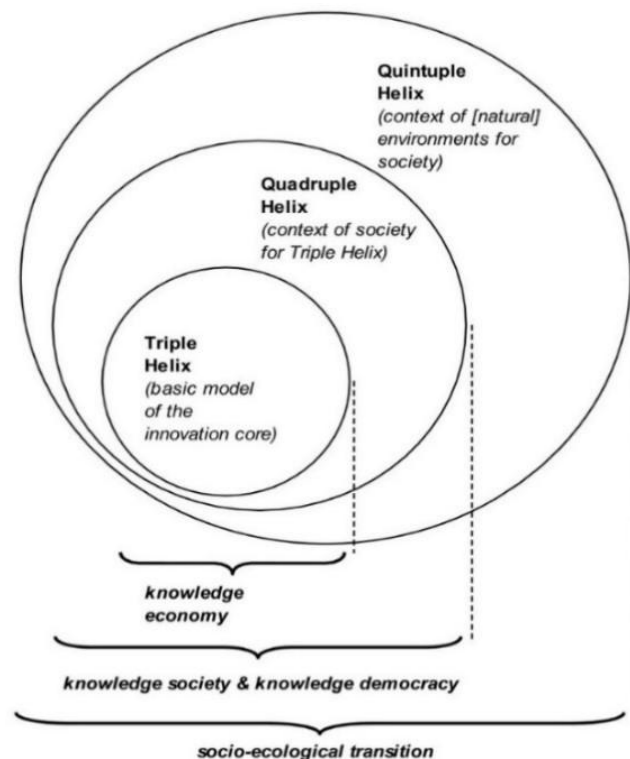 Quintuple
Helix
(context of [natural]
environments for
society)
Quadruple
Helix
(context of society
for Triple Helix)
Triple
Helix
(basic model
of the
innovation core)
knowledge
economy
knowledge society & knowledge democracy
socio-ecological transition